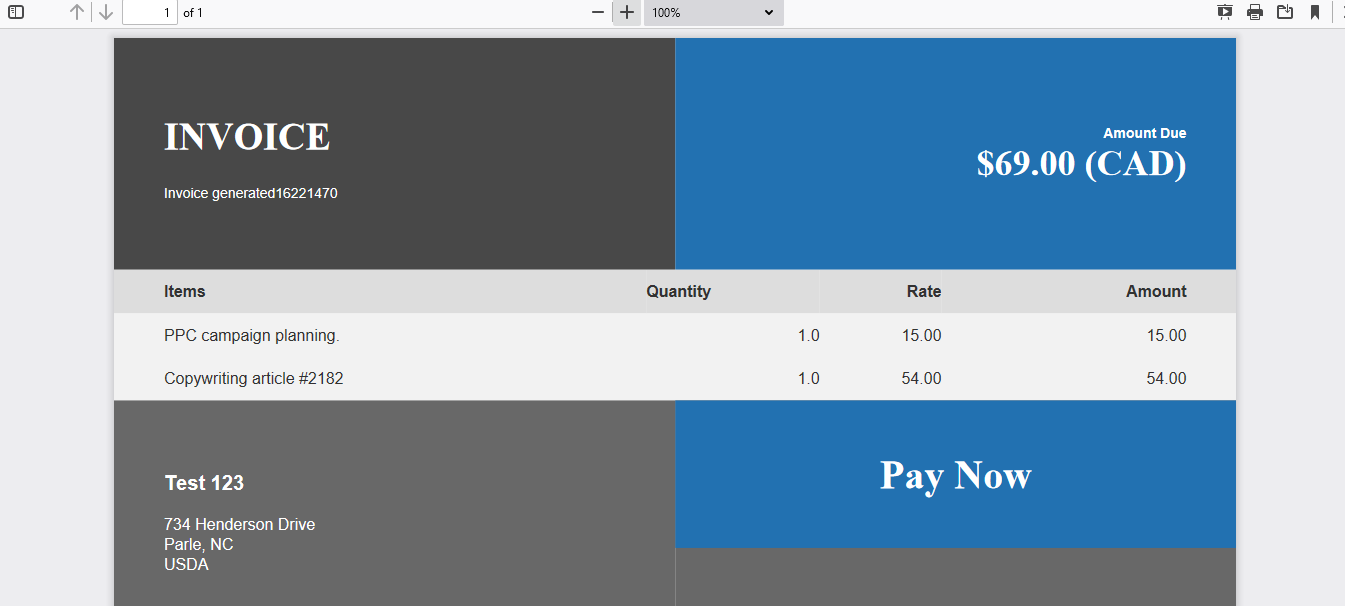 1 of 1 100%
INVOICE
Invoice generated16221470
Amount Due
$69.00 (CAD)
Items Quantity Rate Amount
PPC campaign planning. 1.0 15.00 15.00
Copywriting article #2182 1.0 54.00 54.00
Test 123
734 Henderson Drive
Parle, NC
USDA
Pay Now